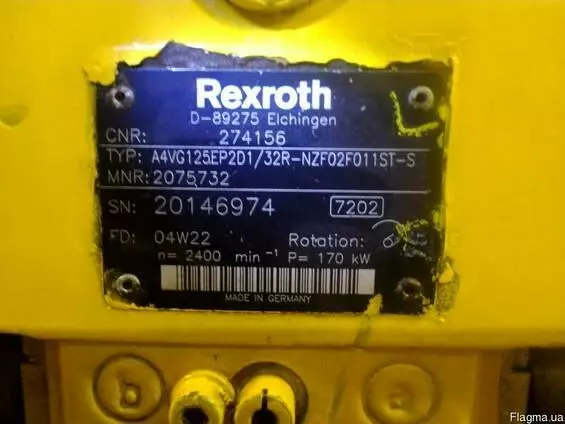 Rexroth
D-89275 Elchingen
CNR: 274156
TYP: A4VG125EP2D1/32R-NZF02F011ST-S
MNR: 2075732
SN: 20146974 7202
FD: 04W22 Rotation:
n= 2400 min⁻¹ P= 170 kW
MADE IN GERMANY
b a
Flagma.ua